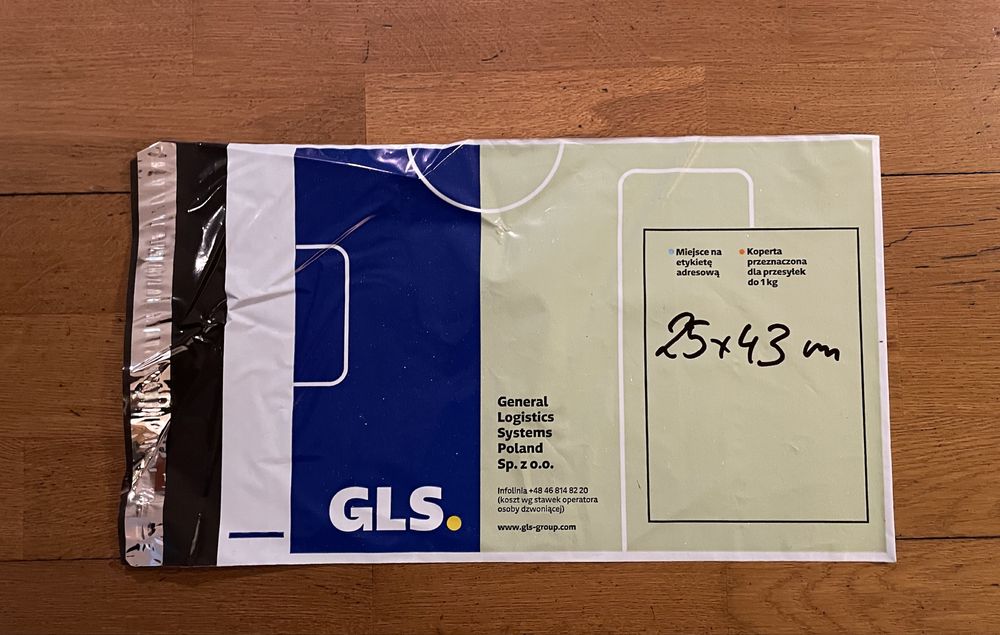 GLS.
General
Logistics
Systems
Poland
Sp. z o.o.
Infolinia +48 46 814 82 20
(koszt wg stawek operatora
osoby dzwoniącej)
www.gls-group.com
Miejsce na
etykietę
adresową
Koperta
przeznaczona
dla przesyłek
do 1 kg
25x43 cm